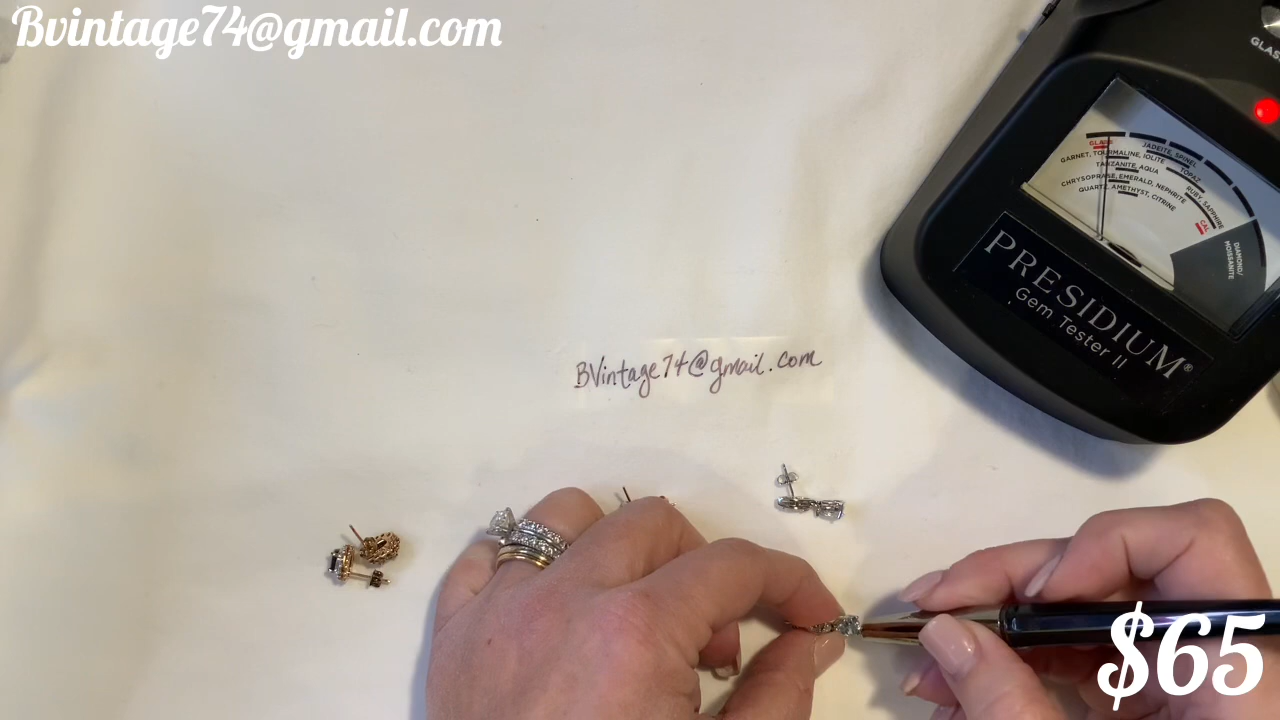 Bvintage74@gmail.com
GLASS
GLASS
JADEITE, SPINEL
GARNET, TOURMALINE, IOLITE
TOPAZ
TANZANITE, AQUA
RUBY, SAPPHIRE
CHRYSOPRASE, EMERALD, NEPHRITE
QUARTZ, AMETHYST, CITRINE
CAL
DIAMOND/
MOISSANITE
PRESIDIUM®
Gem Tester II
BVintage74@gmail.com
$65